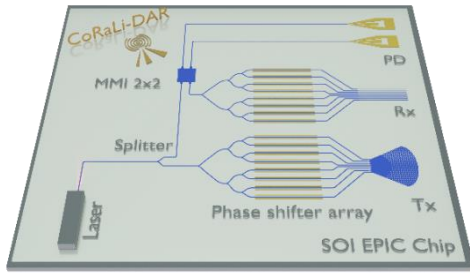 CoRaLi-DAR
PD
MMI 2x2
Rx
Splitter
Laser
Phase shifter array
Tx
SOI EPIC Chip